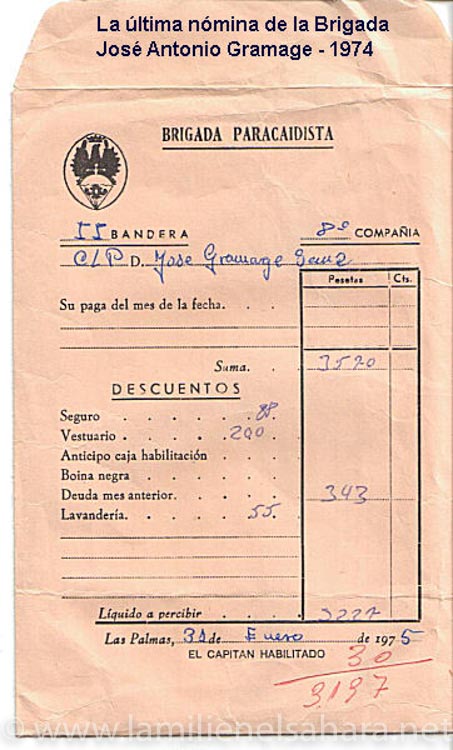 La última nómina de la Brigada
José Antonio Gramage - 1974
BRIGADA PARACAIDISTA
II BANDERA 8ª COMPAÑIA
CLP D. Jose Gramage Sanz
Pesetas Cts.
Su paga del mes de la fecha. . .
Suma. . . 3570
DESCUENTOS
Seguro . . . . . 88
Vestuario . . . . . 200
Anticipo caja habilitación . . .
Boina negra . . . . . .
Deuda mes anterior. . . . . 343
Lavandería. . . . . 55
Líquido a percibir . . . . 3227
Las Palmas, 31 de Enero de 1975
EL CAPITAN HABILITADO
30
3197
© www.lamilienelsahara.net